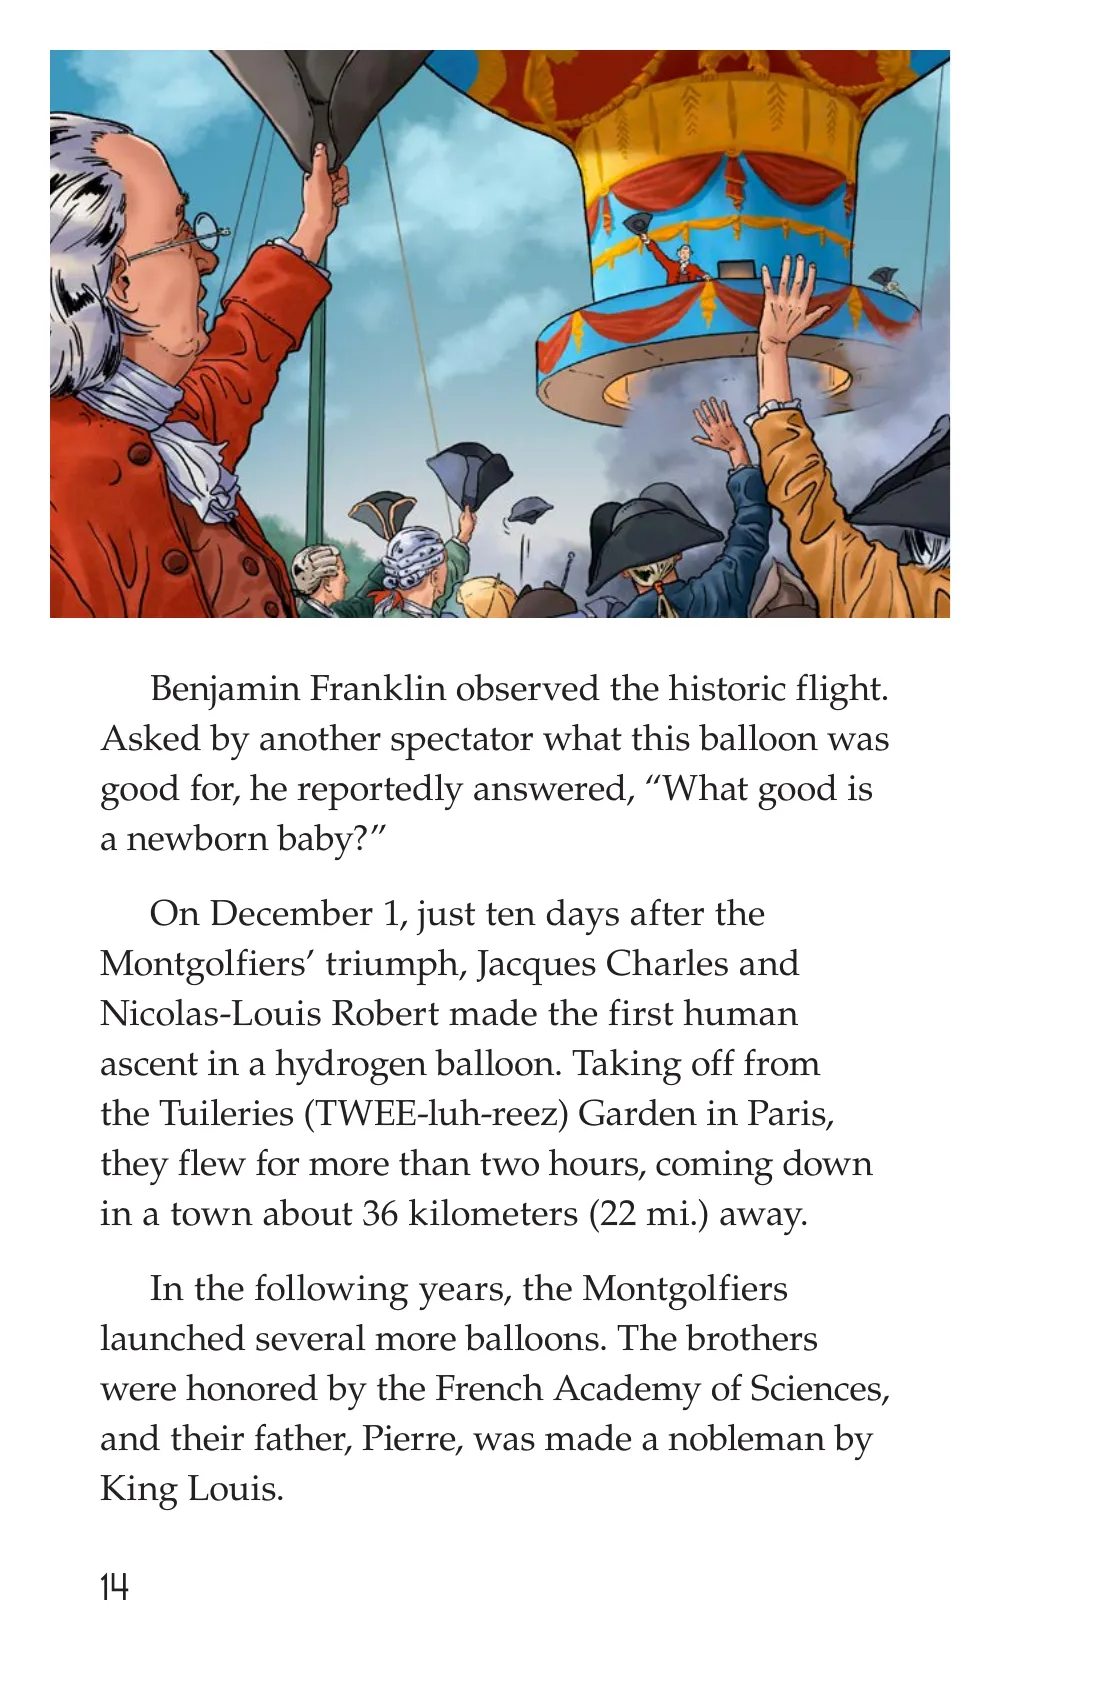 Benjamin Franklin observed the historic flight.
Asked by another spectator what this balloon was
good for, he reportedly answered, “What good is
a newborn baby?”
On December 1, just ten days after the
Montgolfiers’ triumph, Jacques Charles and
Nicolas-Louis Robert made the first human
ascent in a hydrogen balloon. Taking off from
the Tuileries (TWEE-luh-reez) Garden in Paris,
they flew for more than two hours, coming down
in a town about 36 kilometers (22 mi.) away.
In the following years, the Montgolfiers
launched several more balloons. The brothers
were honored by the French Academy of Sciences,
and their father, Pierre, was made a nobleman by
King Louis.
14